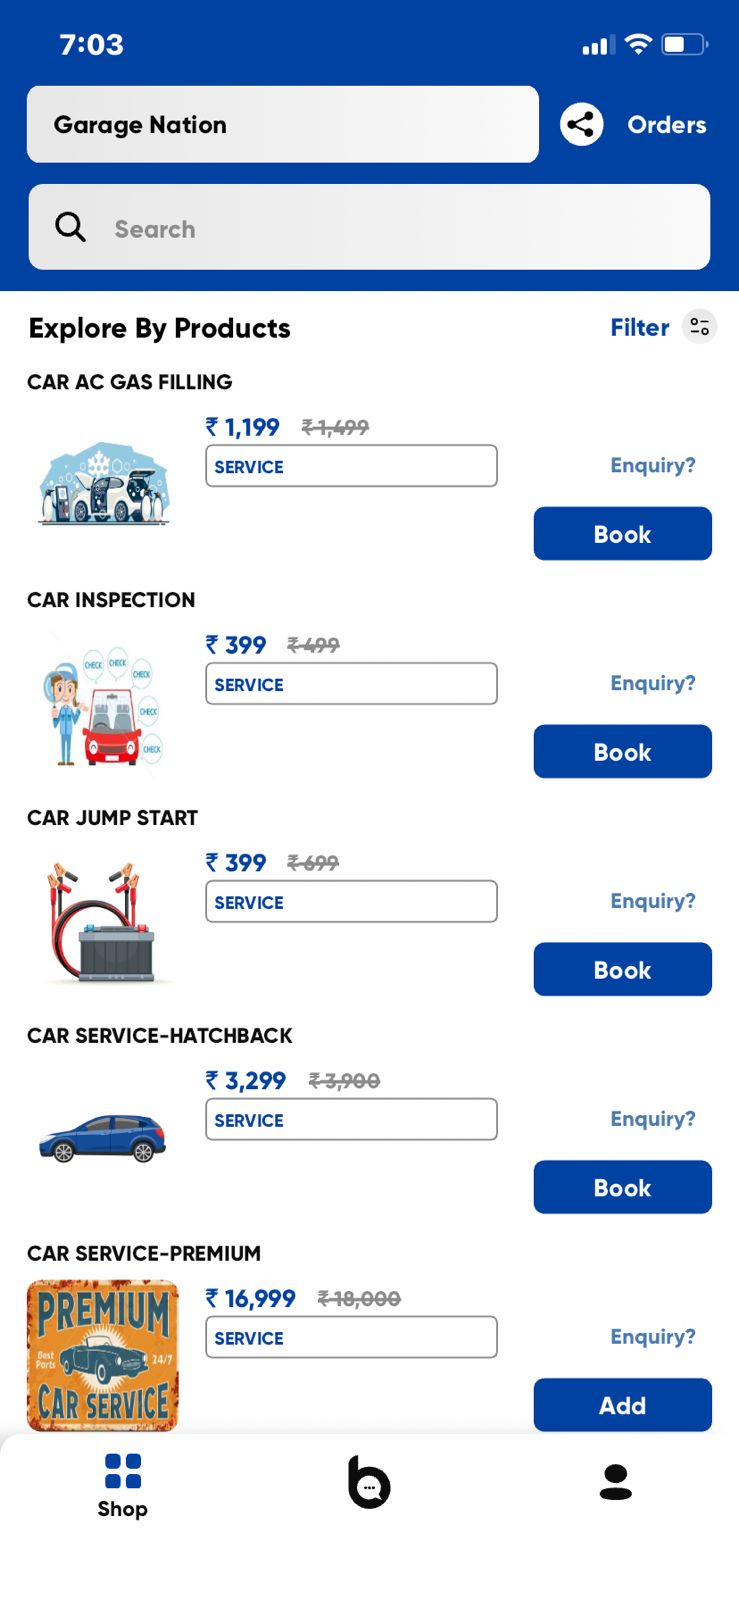 7:03
Garage Nation
Orders
Search
Explore By Products
Filter
CAR AC GAS FILLING
₹ 1,199 ₹ 1,499
SERVICE
Enquiry?
Book
CAR INSPECTION
CHECK
CHECK
CHECK
CHECK
CHECK
₹ 399 ₹ 499
SERVICE
Enquiry?
Book
CAR JUMP START
₹ 399 ₹ 699
SERVICE
Enquiry?
Book
CAR SERVICE-HATCHBACK
₹ 3,299 ₹ 3,900
SERVICE
Enquiry?
Book
CAR SERVICE-PREMIUM
PREMIUM
Best
Parts
24/7
CAR SERVICE
₹ 16,999 ₹ 18,000
SERVICE
Enquiry?
Add
Shop